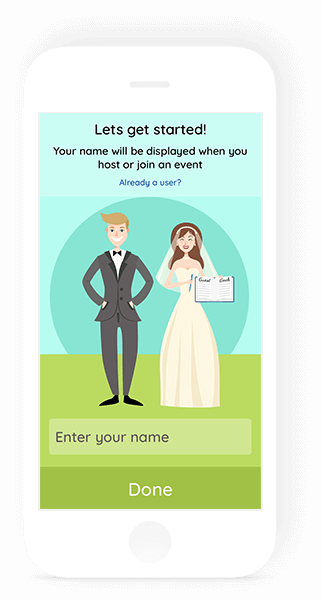 Lets get started!
Your name will be displayed when you
host or join an event
Already a user?
Guest Book
Enter your name
Done